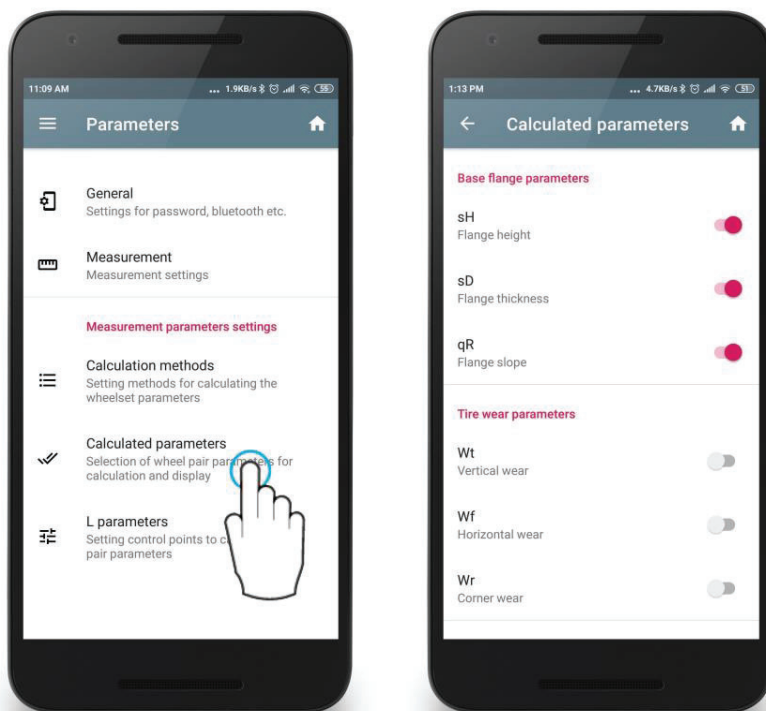 11:09 AM
... 1.9KB/s 56
Parameters
General
Settings for password, bluetooth etc.
Measurement
Measurement settings
Measurement parameters settings
Calculation methods
Setting methods for calculating the
wheelset parameters
Calculated parameters
Selection of wheel pair parameters for
calculation and display
L parameters
Setting control points to
pair parameters
1:13 PM
... 4.7KB/s 51
Calculated parameters
Base flange parameters
sH
Flange height
sD
Flange thickness
qR
Flange slope
Tire wear parameters
Wt
Vertical wear
Wf
Horizontal wear
Wr
Corner wear